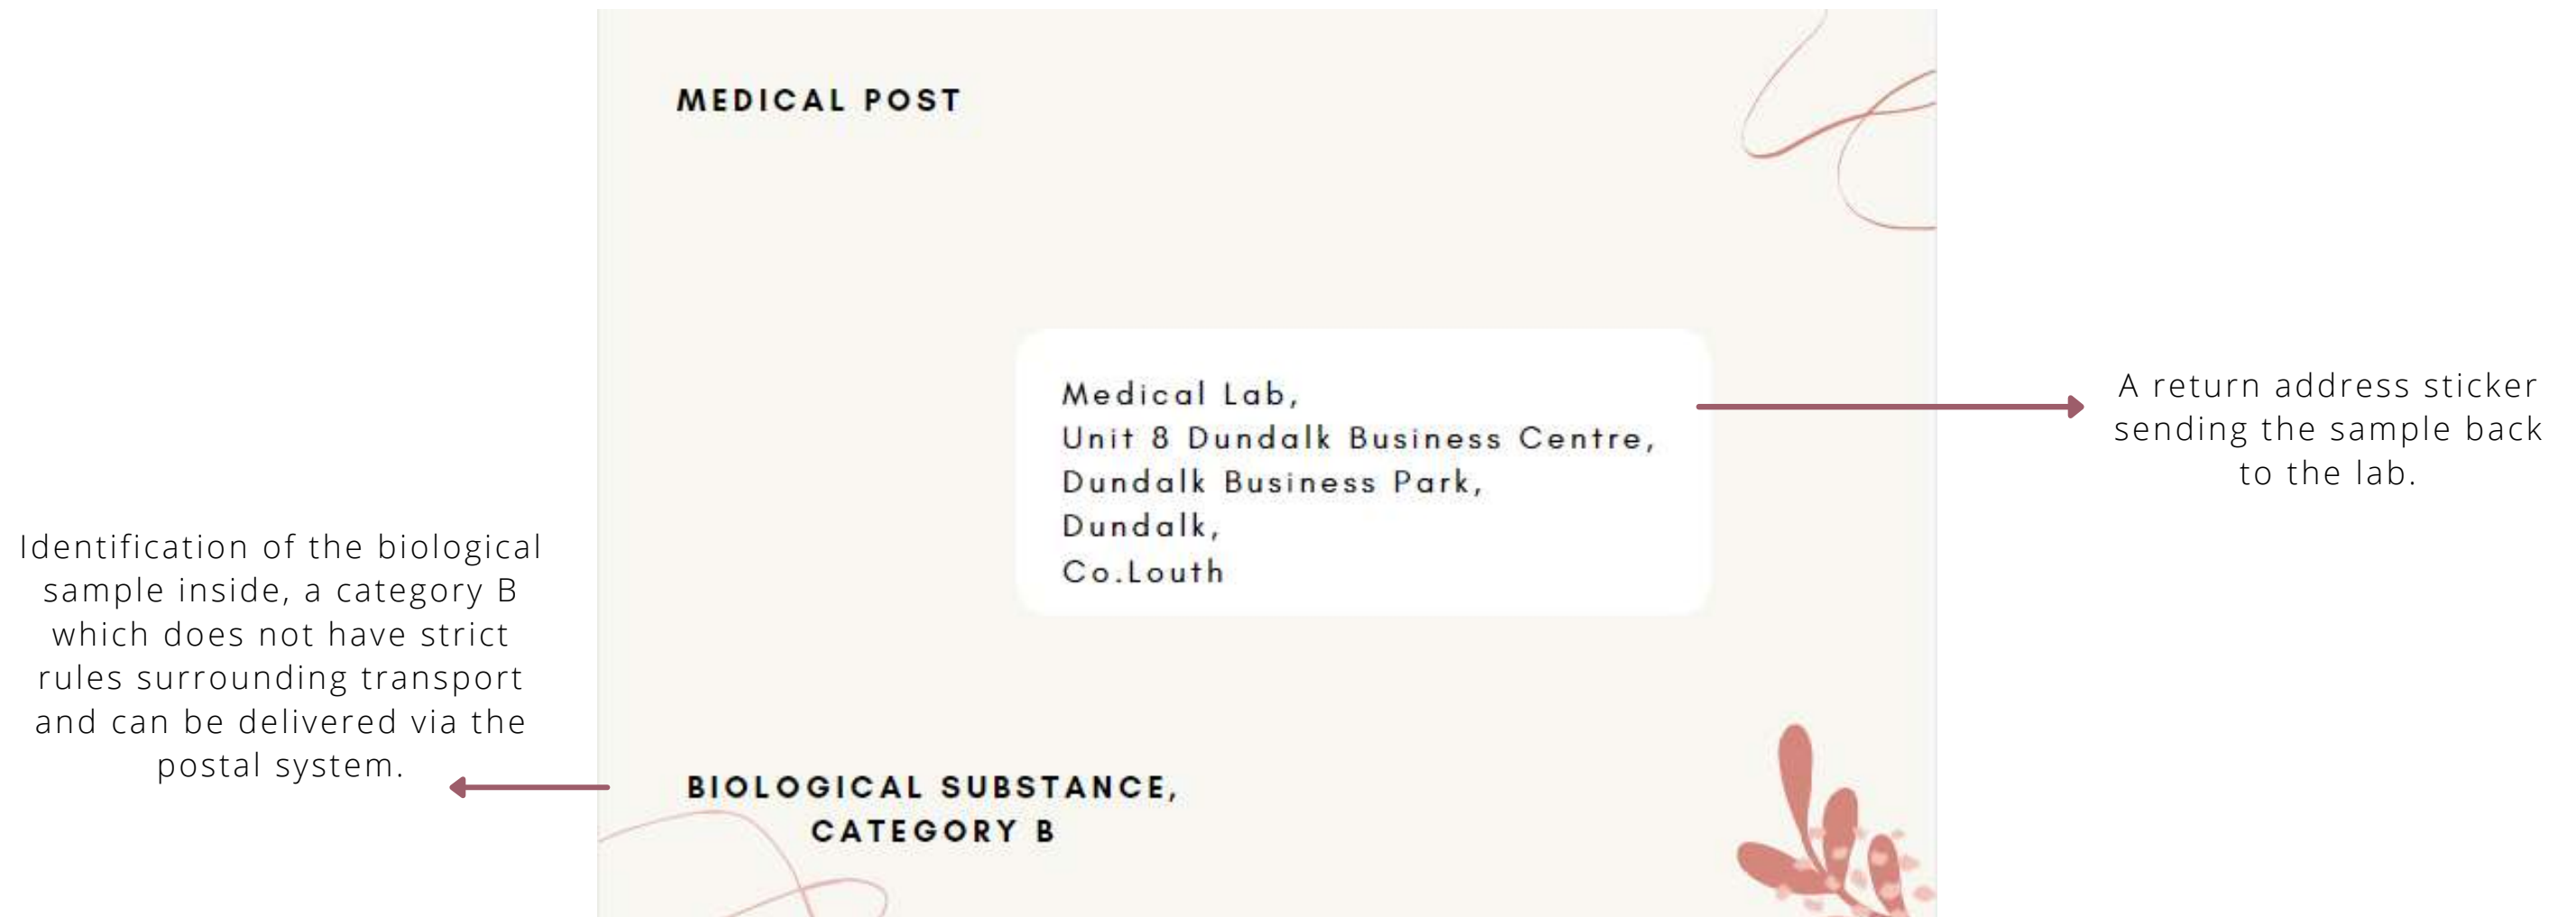 MEDICAL POST
Medical Lab,
Unit 8 Dundalk Business Centre,
Dundalk Business Park,
Dundalk,
Co.Louth
A return address sticker
sending the sample back
to the lab.
Identification of the biological
sample inside, a category B
which does not have strict
rules surrounding transport
and can be delivered via the
postal system.
BIOLOGICAL SUBSTANCE,
CATEGORY B